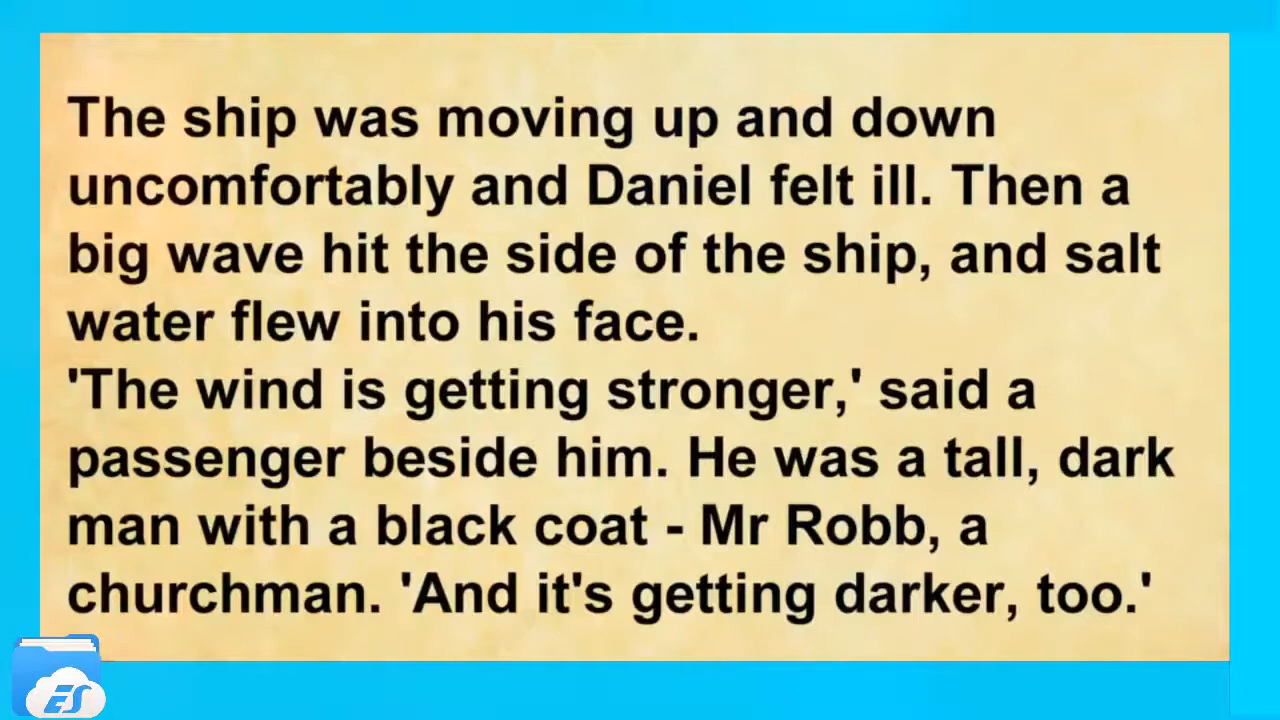 The ship was moving up and down
uncomfortably and Daniel felt ill. Then a
big wave hit the side of the ship, and salt
water flew into his face.
'The wind is getting stronger,' said a
passenger beside him. He was a tall, dark
man with a black coat - Mr Robb, a
churchman. 'And it's getting darker, too.'
ES